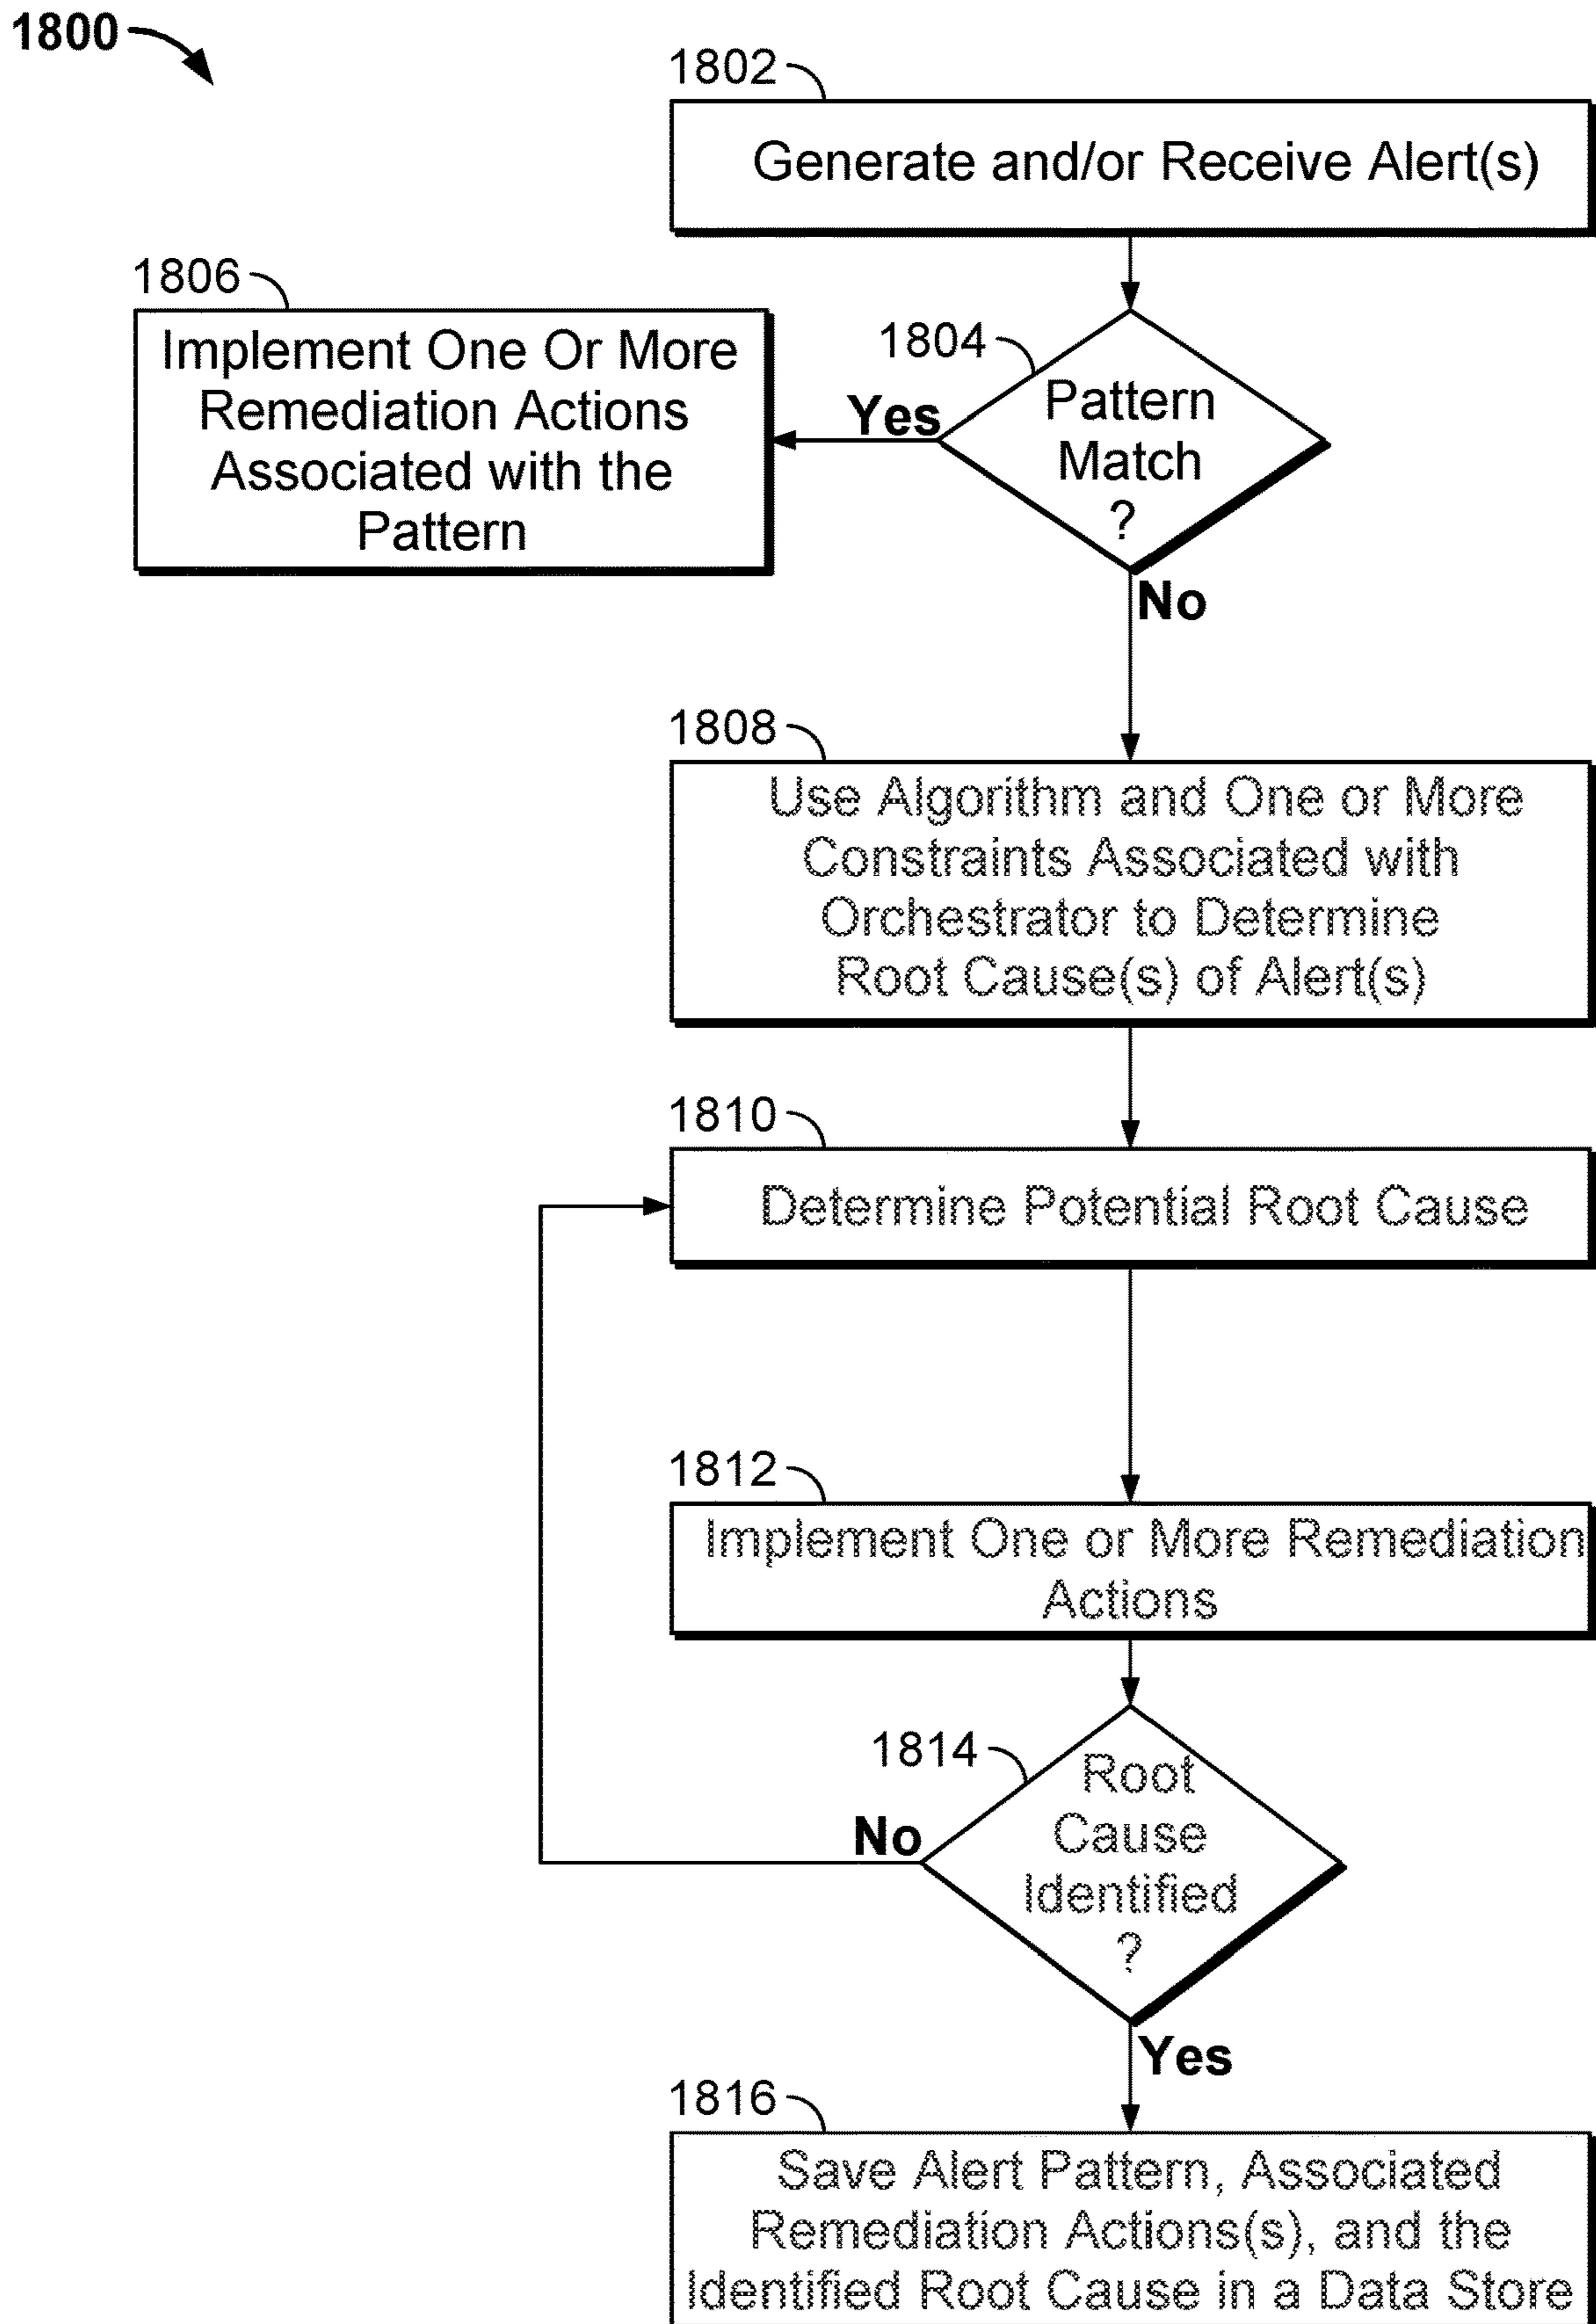 1800
1802
Generate and/or Receive Alert(s)
1806
Implement One Or More
Remediation Actions
Associated with the
Pattern
1804
Pattern
Match
?
Yes
No
1808
Use Algorithm and One or More
Constraints Associated with
Orchestrator to Determine
Root Cause(s) of Alert(s)
1810
Determine Potential Root Cause
1812
Implement One or More Remediation
Actions
1814
Root
Cause
Identified
?
No
Yes
1816
Save Alert Pattern, Associated
Remediation Actions(s), and the
Identified Root Cause in a Data Store